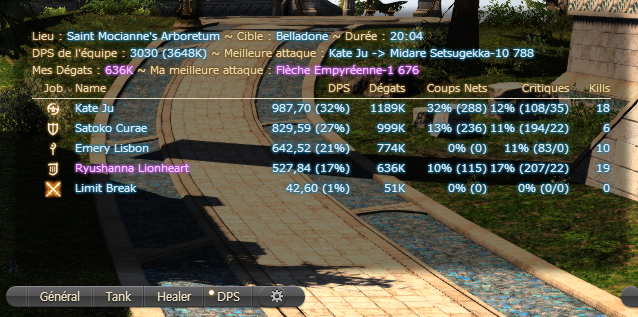 Lieu : Saint Mocianne's Arboretum ~ Cible : Belladone ~ Durée : 20:04
DPS de l'équipe : 3030 (3648K) ~ Meilleure attaque : Kate Ju -> Midare Setsugekka-10 788
Mes Dégats : 636K ~ Ma meilleure attaque : Flèche Empyréenne-1 676
Job Name DPS Dégats Coups Nets Critiques Kills
Kate Ju 987,70 (32%) 1189K 32% (288) 12% (108/35) 18
Satoko Curae 829,59 (27%) 999K 13% (236) 11% (194/22) 6
Emery Lisbon 642,52 (21%) 774K 0% (0) 11% (83/0) 10
Ryushanna Lionheart 527,84 (17%) 636K 10% (115) 17% (207/22) 19
Limit Break 42,60 (1%) 51K 0% (0) 0% (0/0) 0
Général Tank Healer DPS